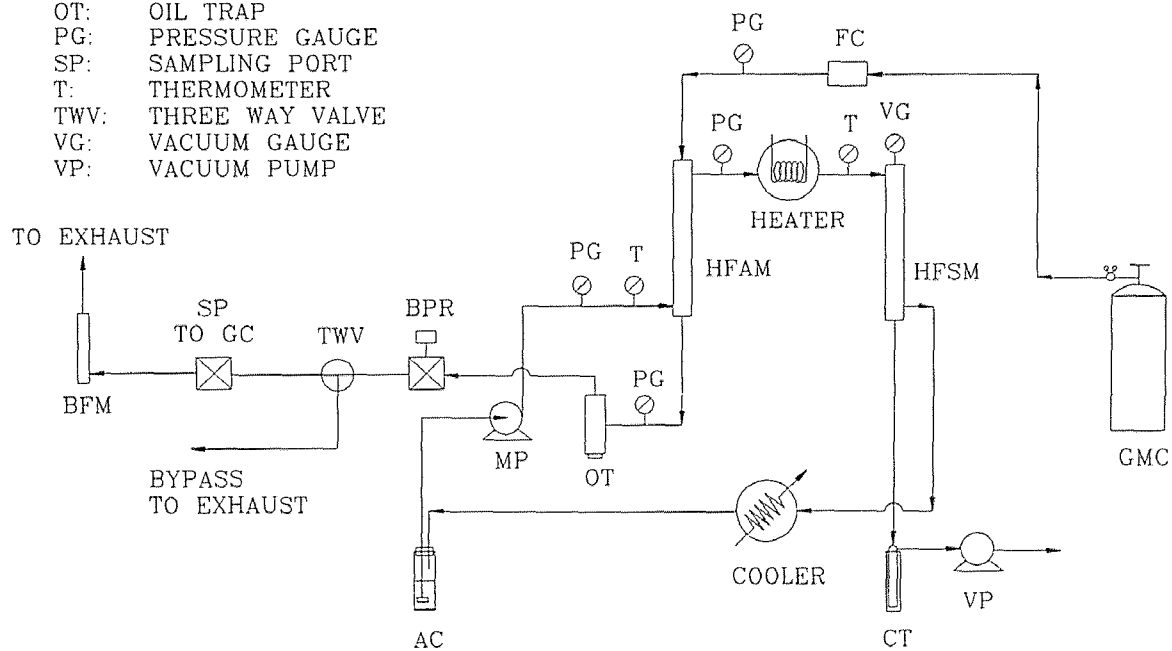 OT: OIL TRAP
PG: PRESSURE GAUGE
SP: SAMPLING PORT
T: THERMOMETER
TWV: THREE WAY VALVE
VG: VACUUM GAUGE
VP: VACUUM PUMP
PG
FC
PG
T
VG
HEATER
TO EXHAUST
HFAM
HFSM
PG
T
SP
TO GC
TWV
BPR
PG
BFM
MP
OT
GMC
BYPASS
TO EXHAUST
COOLER
VP
AC
CT